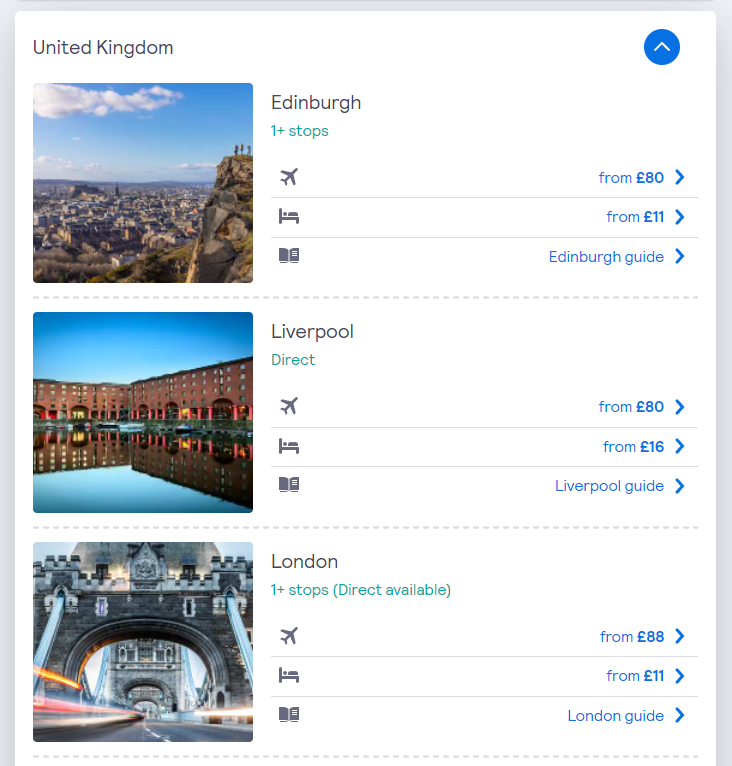 United Kingdom
Edinburgh
1+ stops
from £80
from £11
Edinburgh guide
Liverpool
Direct
from £80
from £16
Liverpool guide
London
1+ stops (Direct available)
from £88
from £11
London guide